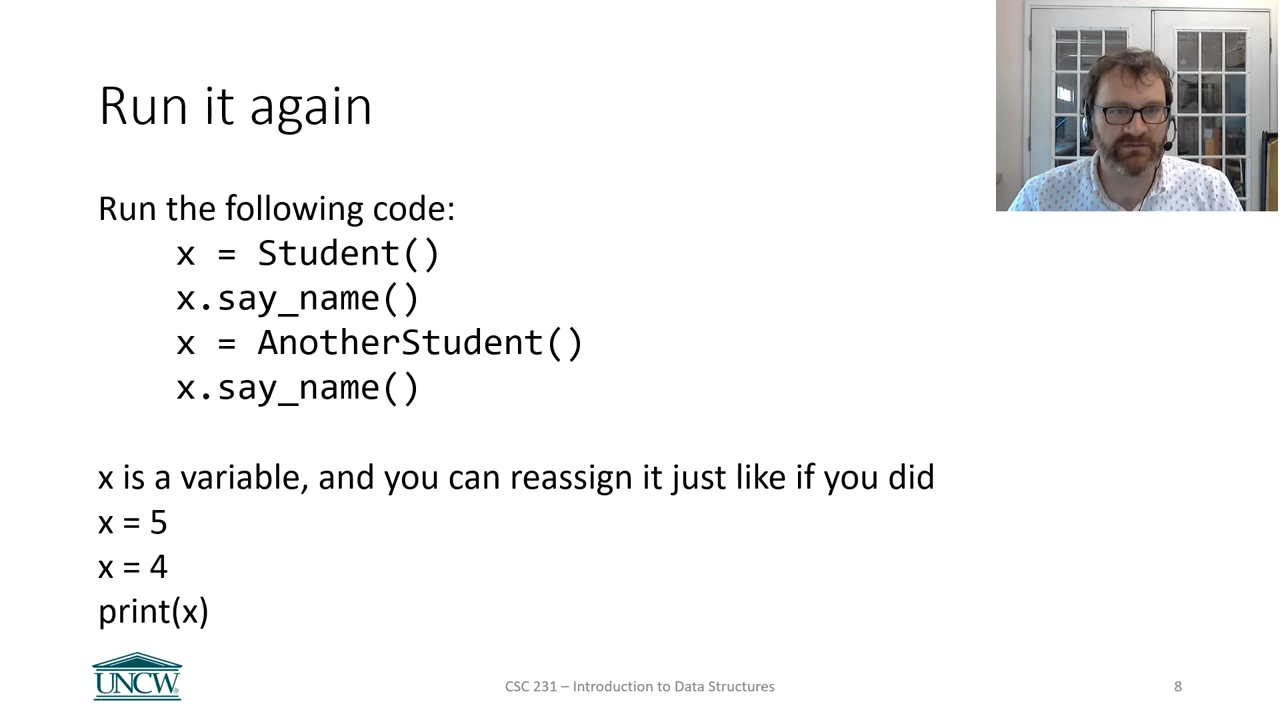 Run it again
Run the following code:
x = Student()
x.say_name()
x = AnotherStudent()
x.say_name()
x is a variable, and you can reassign it just like if you did
x = 5
x = 4
print(x)
UNCW
CSC 231 – Introduction to Data Structures
8